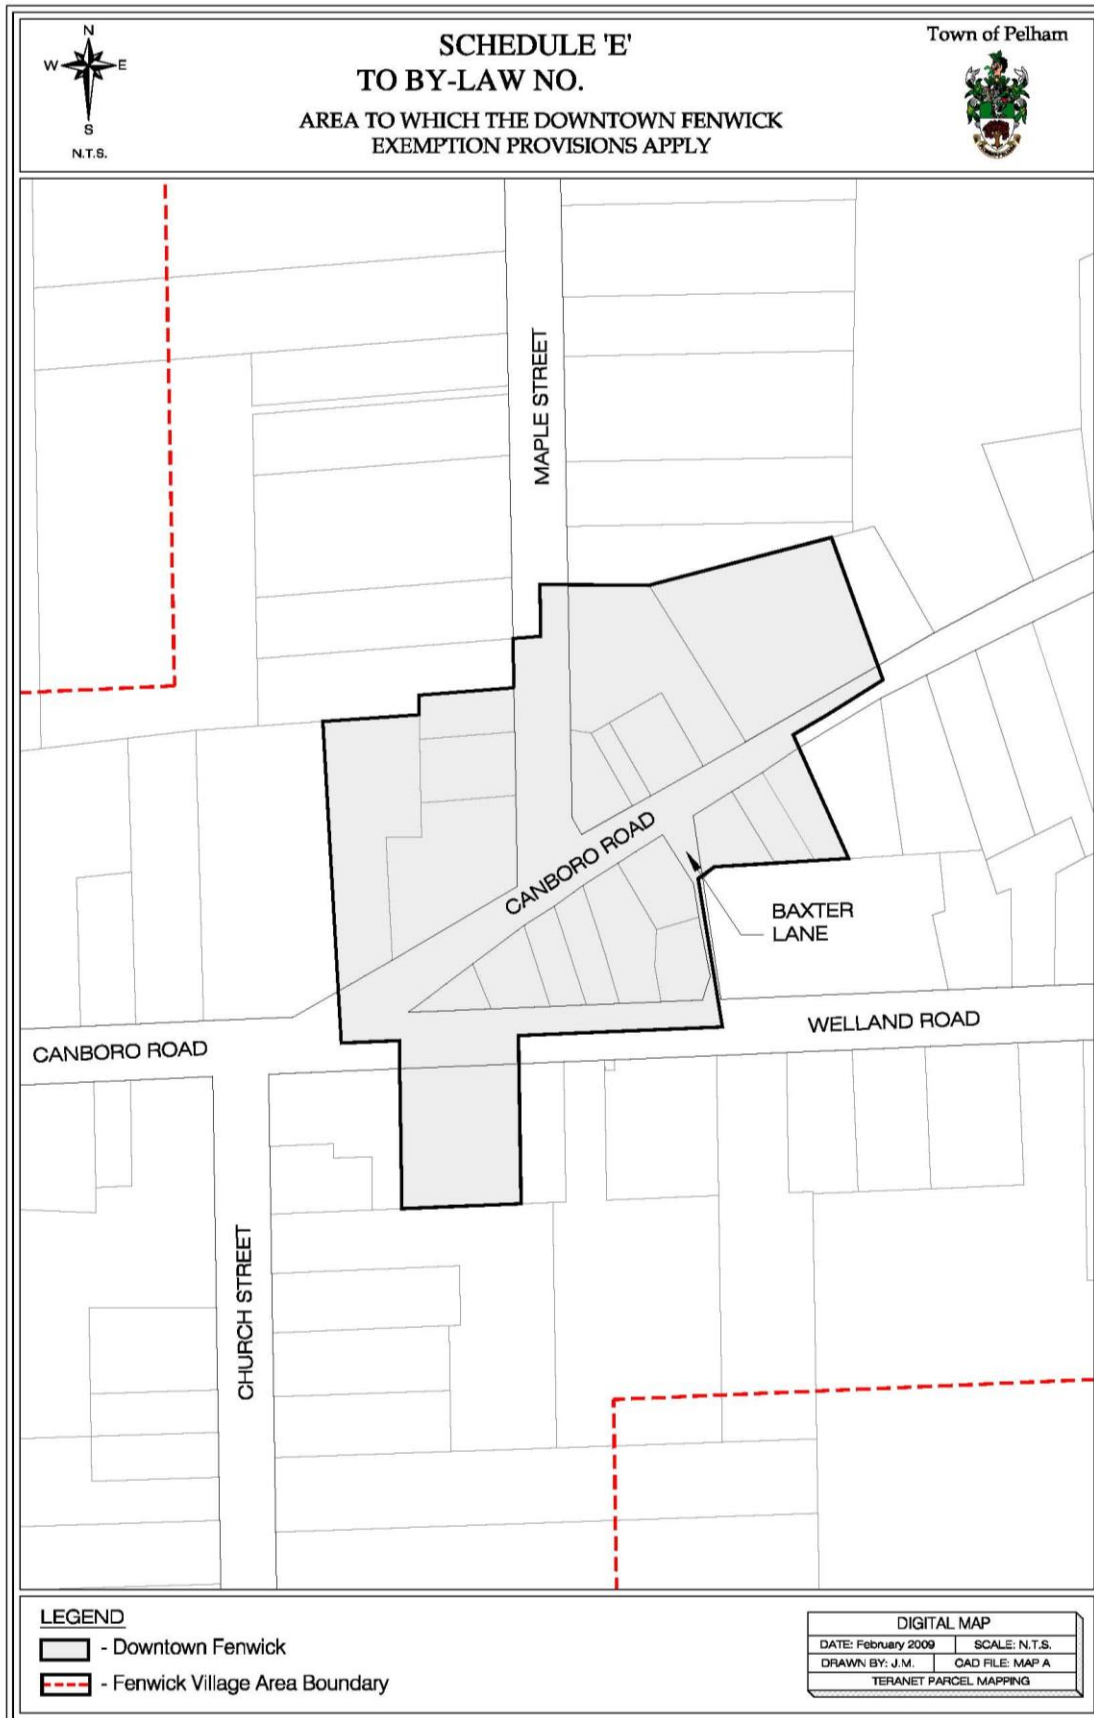 N
W E
S
N.T.S.
SCHEDULE 'E'
TO BY-LAW NO.
AREA TO WHICH THE DOWNTOWN FENWICK
EXEMPTION PROVISIONS APPLY
Town of Pelham
MAPLE STREET
CANBORO ROAD
BAXTER
LANE
WELLAND ROAD
CANBORO ROAD
CHURCH STREET
LEGEND
- Downtown Fenwick
- Fenwick Village Area Boundary
DIGITAL MAP
DATE: February 2009 SCALE: N.T.S.
DRAWN BY: J.M. CAD FILE: MAP A
TERANET PARCEL MAPPING